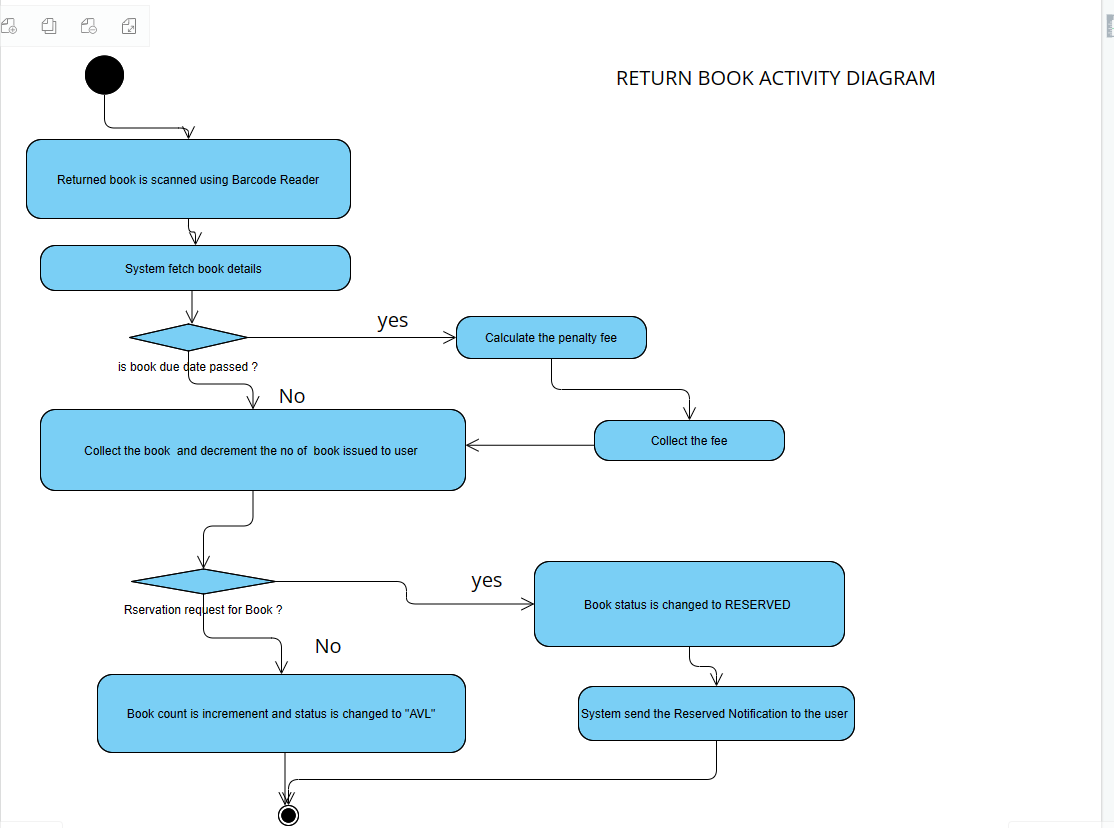 RETURN BOOK ACTIVITY DIAGRAM
Returned book is scanned using Barcode Reader
System fetch book details
yes
Calculate the penalty fee
is book due date passed ?
No
Collect the fee
Collect the book  and decrement the no of  book issued to user
yes
Rservation request for Book ?
Book status is changed to RESERVED
No
Book count is incremenent and status is changed to "AVL"
System send the Reserved Notification to the user